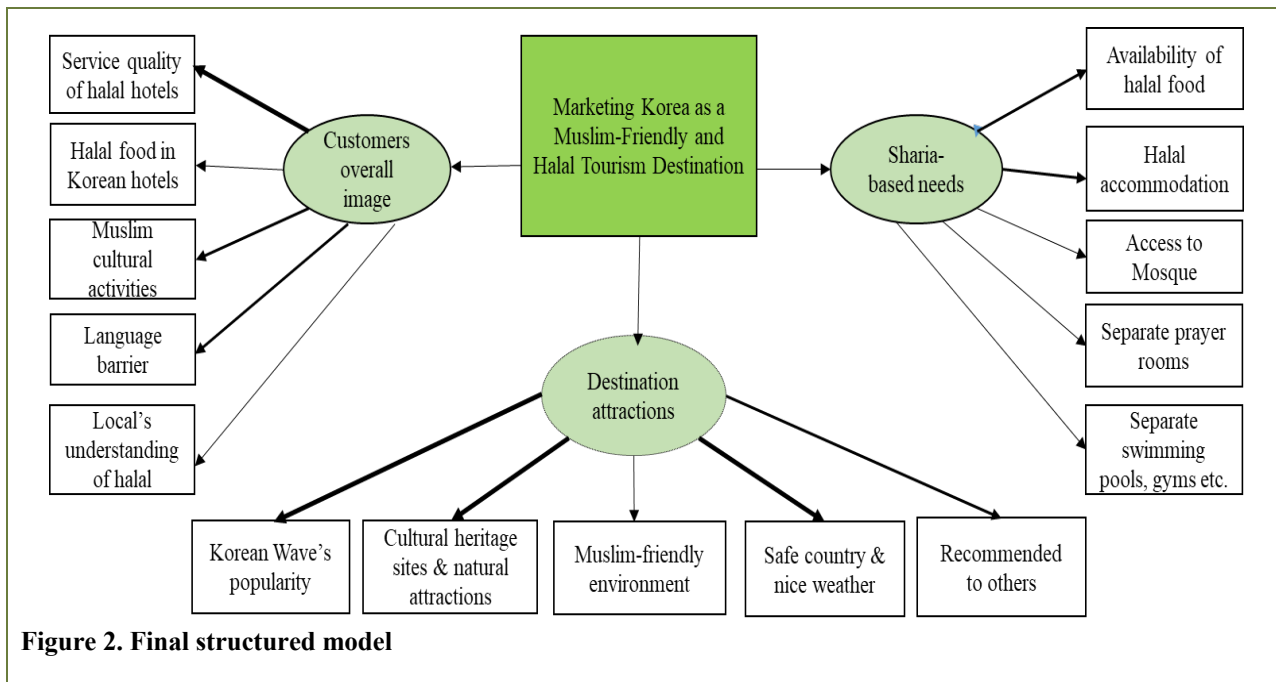 Service quality
of halal hotels
Halal food in
Korean hotels
Muslim
cultural
activities
Language
barrier
Local's
understanding
of halal
Customers
overall
image
Marketing Korea as a
Muslim-Friendly and
Halal Tourism Destination
Sharia-
based needs
Availability of
halal food
Halal
accommodation
Access to
Mosque
Separate prayer
rooms
Separate
swimming
pools, gyms etc.
Destination
attractions
Korean Wave's
popularity
Cultural heritage
sites & natural
attractions
Muslim-friendly
environment
Safe country &
nice weather
Recommended
to others
Figure 2. Final structured model